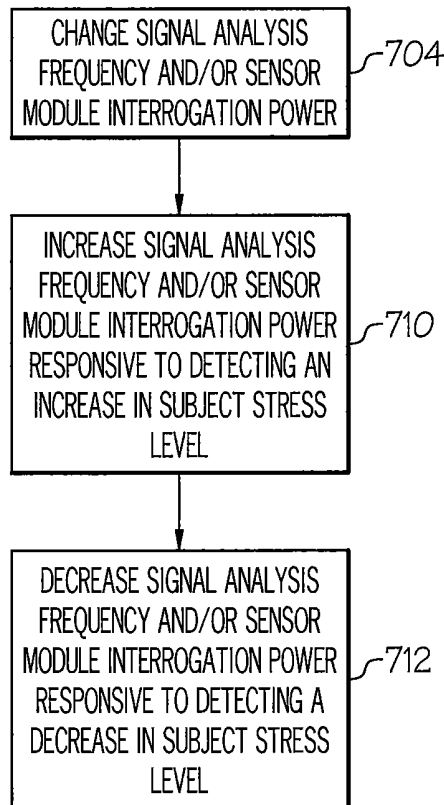 CHANGE SIGNAL ANALYSIS
FREQUENCY AND/OR SENSOR
MODULE INTERROGATION POWER
704
INCREASE SIGNAL ANALYSIS
FREQUENCY AND/OR SENSOR
MODULE INTERROGATION POWER
RESPONSIVE TO DETECTING AN
INCREASE IN SUBJECT STRESS
LEVEL
710
DECREASE SIGNAL ANALYSIS
FREQUENCY AND/OR SENSOR
MODULE INTERROGATION POWER
RESPONSIVE TO DETECTING A
DECREASE IN SUBJECT STRESS
LEVEL
712